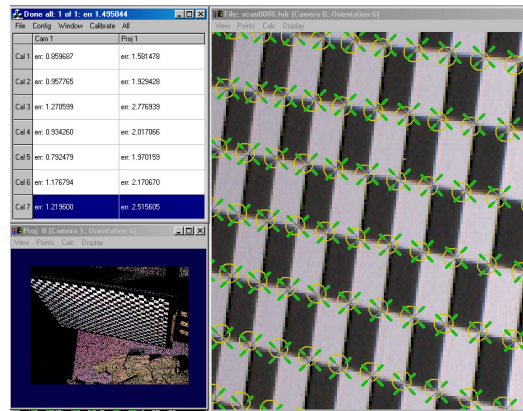 Done all: 1 of 1: err 1.495044
File Config Window Calibrate All
Cam 1 Proj 1
Cal 1 err: 0.859687 err: 1.581478
Cal 2 err: 0.957765 err: 1.929428
Cal 3 err: 1.270599 err: 2.776939
Cal 4 err: 0.934260 err: 2.017066
Cal 5 err: 0.792479 err: 1.970159
Cal 6 err: 1.176794 err: 2.170670
Cal 7 err: 1.219600 err: 2.515605
Proj: 0 (Camera 1, Orientation 6)
View Points Calc Display
File: scan0006.hdr (Camera 0, Orientation 6)
View Points Calc Display